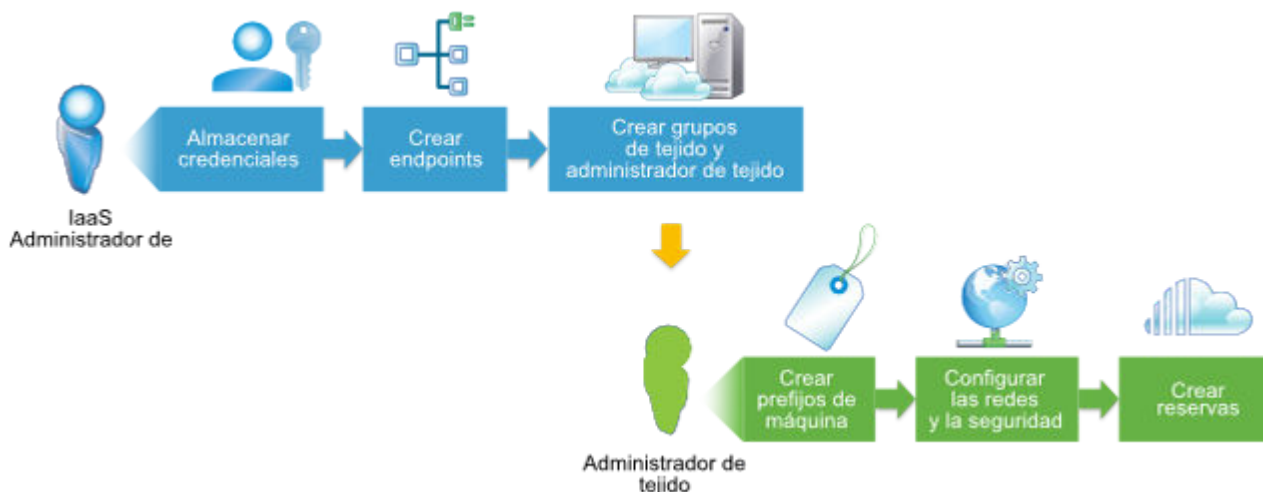 Almacenar
credenciales
Crear
endpoints
Crear grupos
de tejido y
administrador de tejido
IaaS
Administrador de
Crear
prefijos de
máquina
Configurar
las redes
y la seguridad
Crear
reservas
Administrador de
tejido